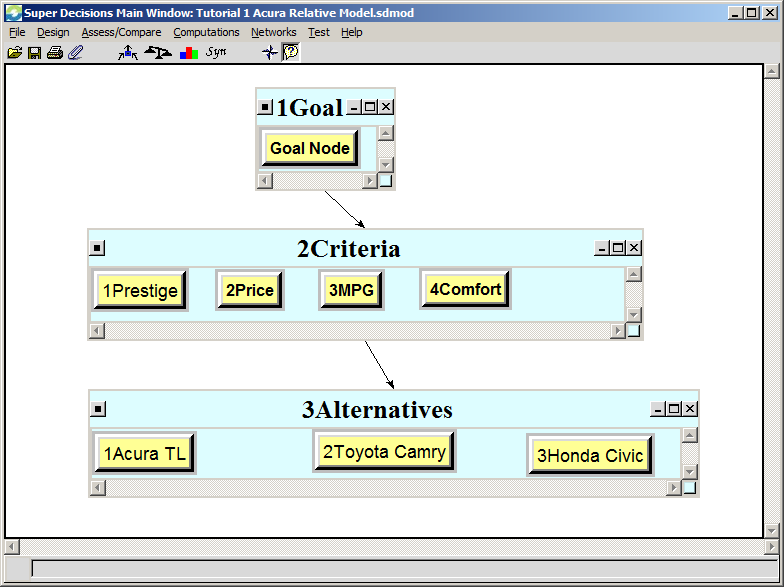 Super Decisions Main Window: Tutorial 1 Acura Relative Model.sdmod
File Design Assess/Compare Computations Networks Test Help
Syn
1Goal
Goal Node
2Criteria
1Prestige 2Price 3MPG 4Comfort
3Alternatives
1Acura TL 2Toyota Camry 3Honda Civic